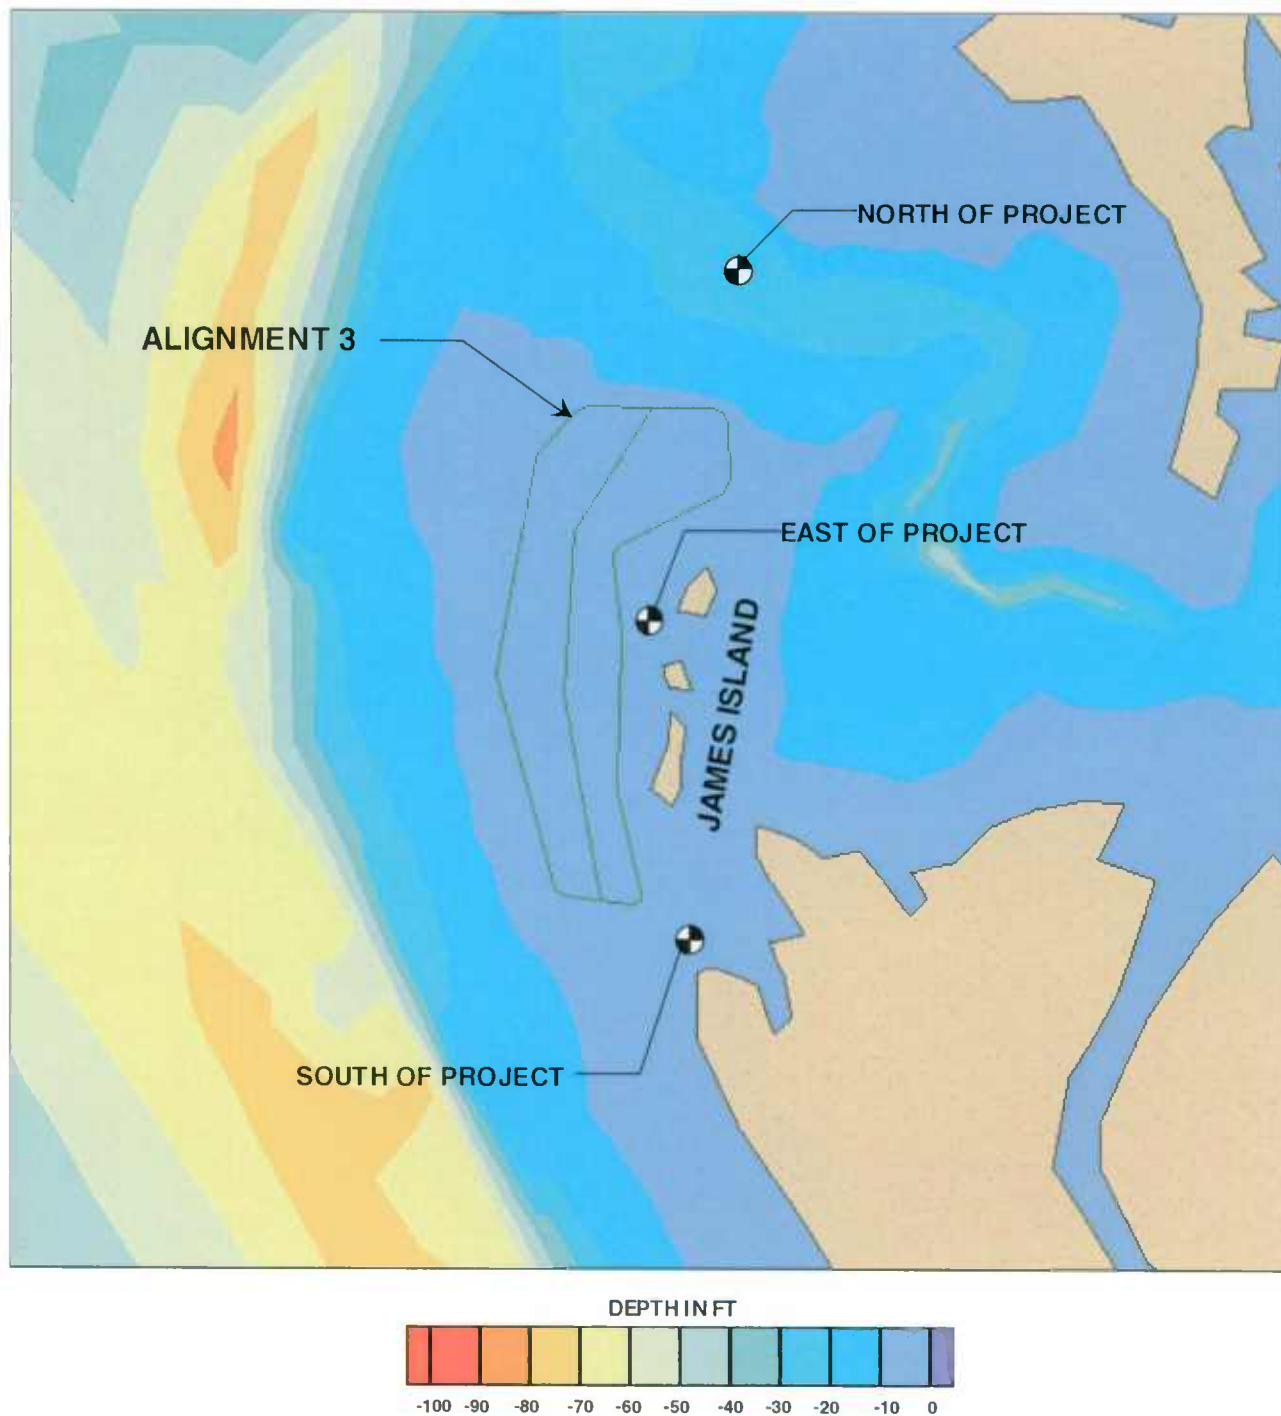 NORTH OF PROJECT
ALIGNMENT 3
EAST OF PROJECT
JAMES ISLAND
SOUTH OF PROJECT
DEPTH IN FT
-100 -90 -80 -70 -60 -50 -40 -30 -20 -10 0